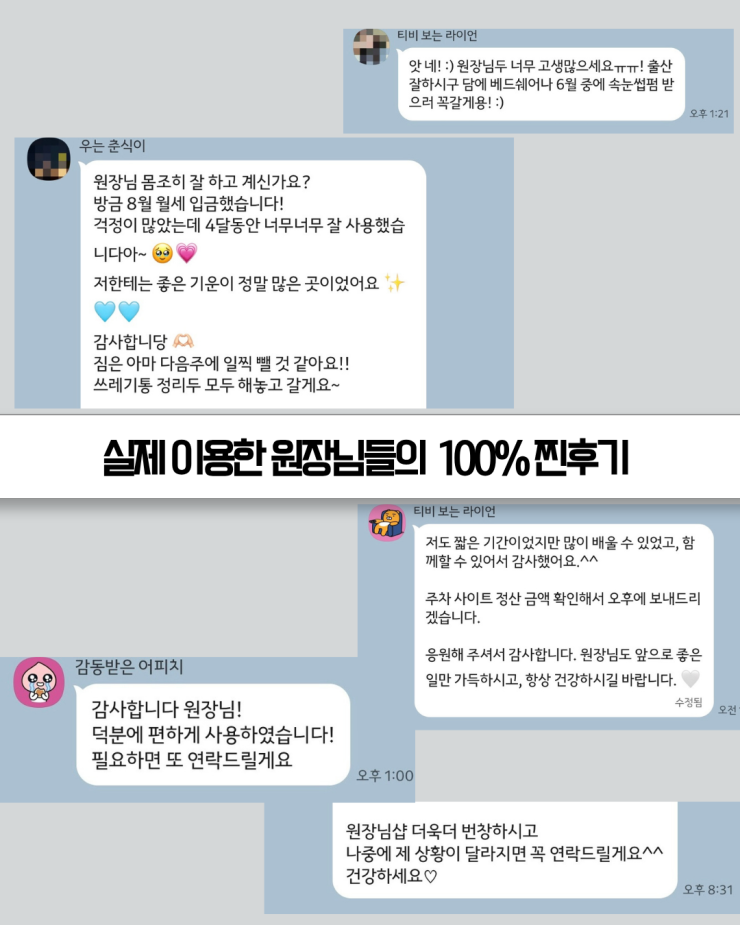 티비 보는 라이언
앗 네! :) 원장님두 너무 고생많으세요ㅠㅠ! 출산
잘하시구 담에 베드쉐어나 6월 중에 속눈썹펌 받
으러 꼭갈게용! :)
오후 1:21
우는 춘식이
원장님 몸조히 잘 하고 계신가요?
방금 8월 월세 입금했습니다!
걱정이 많았는데 4달동안 너무너무 잘 사용했습
니다아~ 🥹💗
저한테는 좋은 기운이 정말 많은 곳이었어요 ✨
🩵🩵
감사합니당 🫶🏻
짐은 아마 다음주에 일찍 뺄 것 같아요!!
쓰레기통 정리두 모두 해놓고 갈게요~
실제 이용한 원장님들의 100% 찐후기
티비 보는 라이언
저도 짧은 기간이었지만 많이 배울 수 있었고, 함
께할 수 있어서 감사했어요.^^
주차 사이트 정산 금액 확인해서 오후에 보내드리
겠습니다.
응원해 주셔서 감사합니다. 원장님도 앞으로 좋은
일만 가득하시고, 항상 건강하시길 바랍니다. 🤍
수정됨
오전
감동받은 어피치
감사합니다 원장님!
덕분에 편하게 사용하였습니다!
필요하면 또 연락드릴게요
오후 1:00
원장님샵 더욱더 번창하시고
나중에 제 상황이 달라지면 꼭 연락드릴게요^^
건강하세요♡
오후 8:31